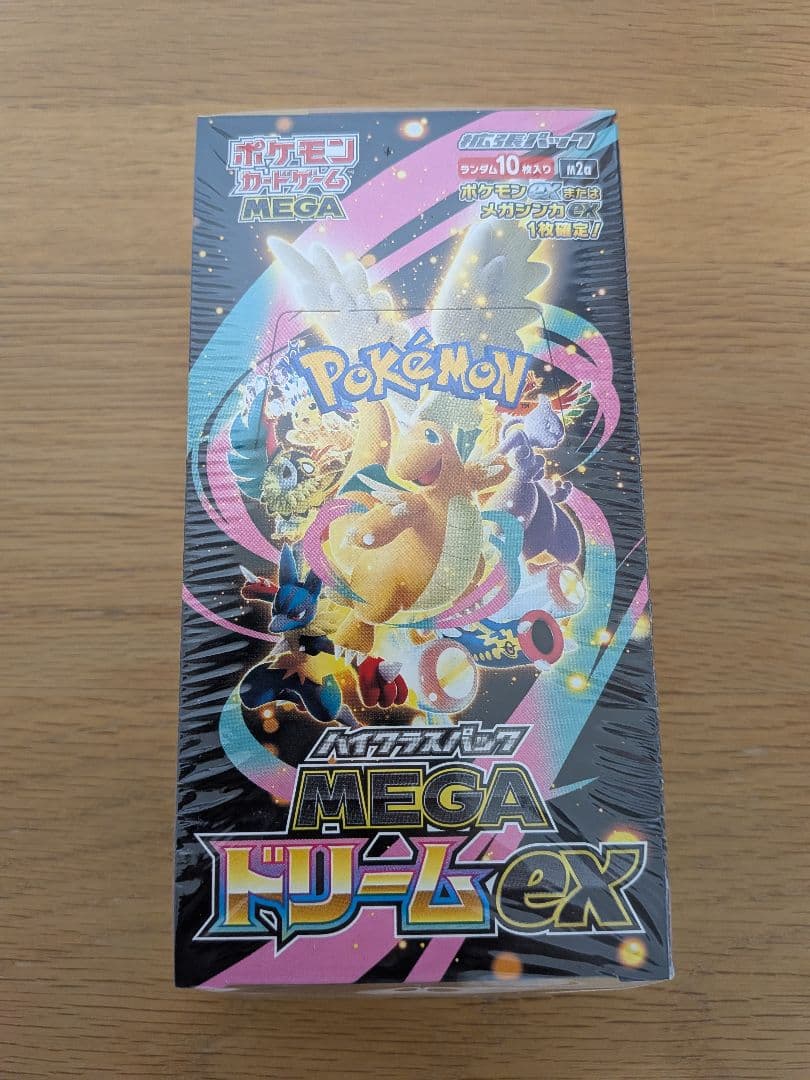 ポケモン
カードゲーム
MEGA
拡張パック
ランダム10枚入り
M2a
ポケモンexまたは
メガシンカex
1枚確定!
POKéMON
ハイクラスパック
MEGA
ドリームex